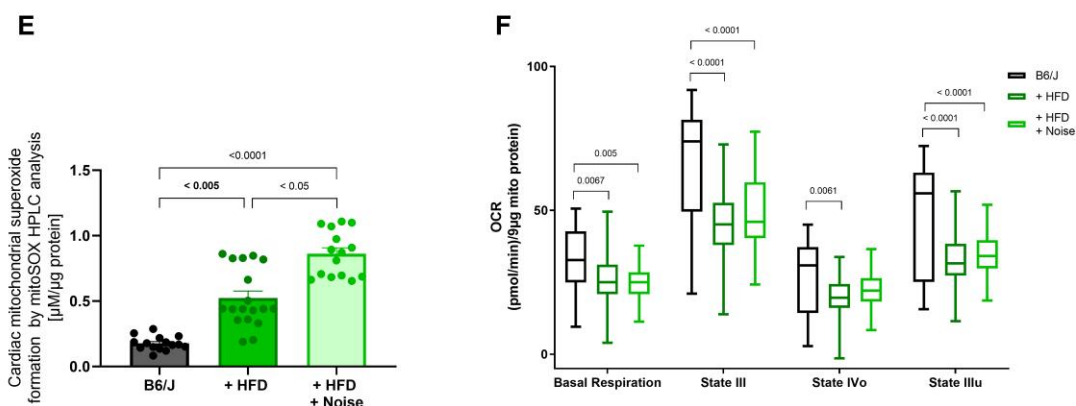 E
Cardiac mitochondrial superoxide
formation by mitoSOX HPLC analysis
[µM/µg protein]
<0.0001
< 0.005
< 0.05
1.5
1.0
0.5
0.0
B6/J
+ HFD
+ HFD
+ Noise
F
OCR
(pmol/min)/9µg mito protein)
< 0.0001
< 0.0001
100
50
0
0.005
0.0067
0.0061
< 0.0001
< 0.0001
B6/J
+ HFD
+ HFD
+ Noise
Basal Respiration
State III
State IVo
State IIIu